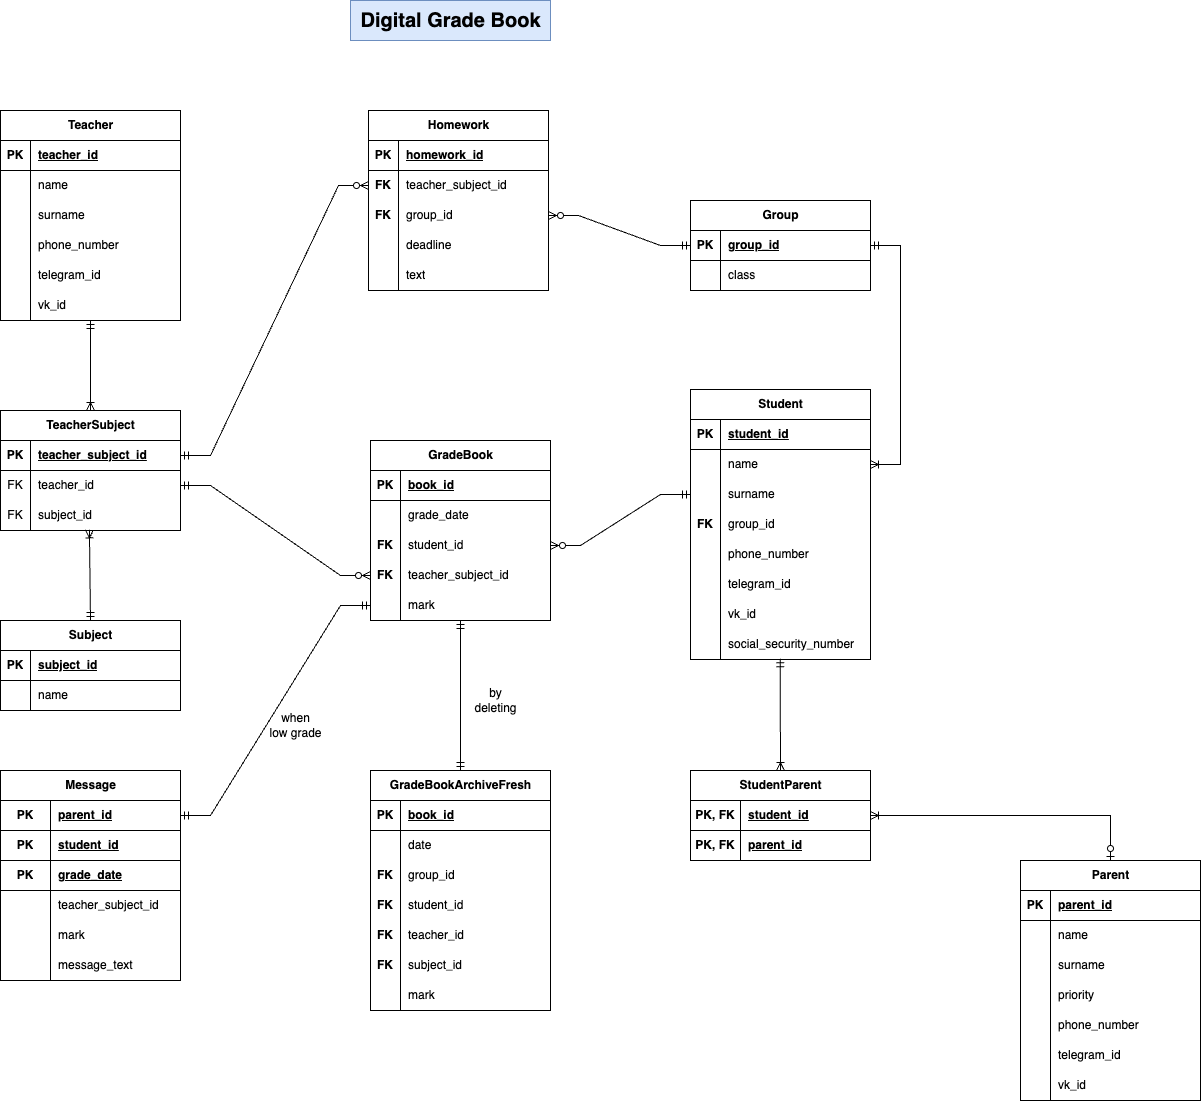 Digital Grade Book
Teacher
PK teacher_id
name
surname
phone_number
telegram_id
vk_id
Homework
PK homework_id
FK teacher_subject_id
FK group_id
deadline
text
Group
PK group_id
class
TeacherSubject
PK teacher_subject_id
FK teacher_id
FK subject_id
GradeBook
PK book_id
grade_date
FK student_id
FK teacher_subject_id
mark
Student
PK student_id
name
surname
FK group_id
phone_number
telegram_id
vk_id
social_security_number
Subject
PK subject_id
name
when
low grade
by
deleting
Message
PK parent_id
PK student_id
PK grade_date
teacher_subject_id
mark
message_text
GradeBookArchiveFresh
PK book_id
date
FK group_id
FK student_id
FK teacher_id
FK subject_id
mark
StudentParent
PK, FK student_id
PK, FK parent_id
Parent
PK parent_id
name
surname
priority
phone_number
telegram_id
vk_id